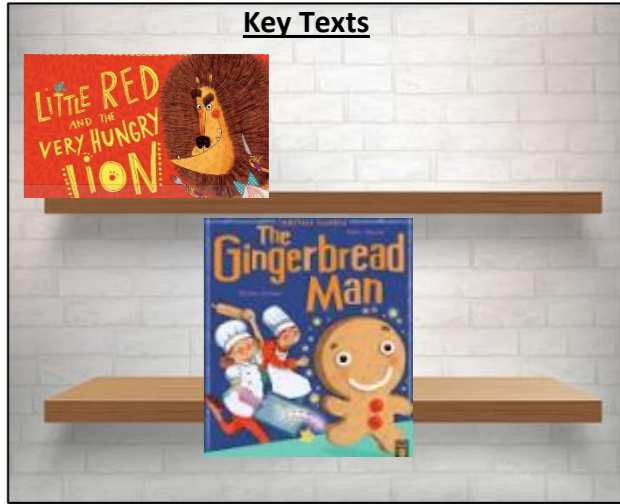 Key Texts
LITTLE RED
AND THE
VERY HUNGRY
LION
The
Gingerbread
Man